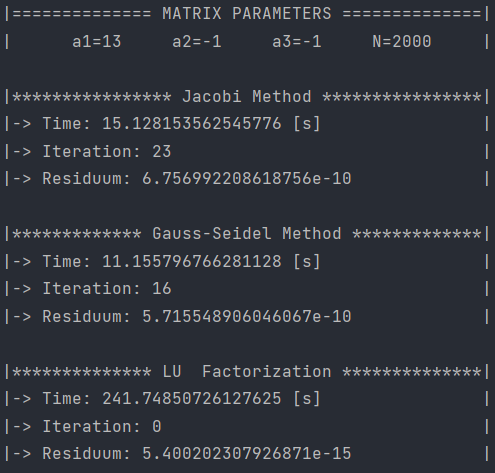 |============== MATRIX PARAMETERS ==============|
| a1=13 a2=-1 a3=-1 N=2000 |
|**************** Jacobi Method ****************|
|-> Time: 15.128153562545776 [s] |
|-> Iteration: 23 |
|-> Residuum: 6.756992208618756e-10 |
|************* Gauss-Seidel Method *************|
|-> Time: 11.155796766281128 [s] |
|-> Iteration: 16 |
|-> Residuum: 5.715548906046067e-10 |
|************** LU  Factorization **************|
|-> Time: 241.74850726127625 [s] |
|-> Iteration: 0 |
|-> Residuum: 5.400202307926871e-15 |